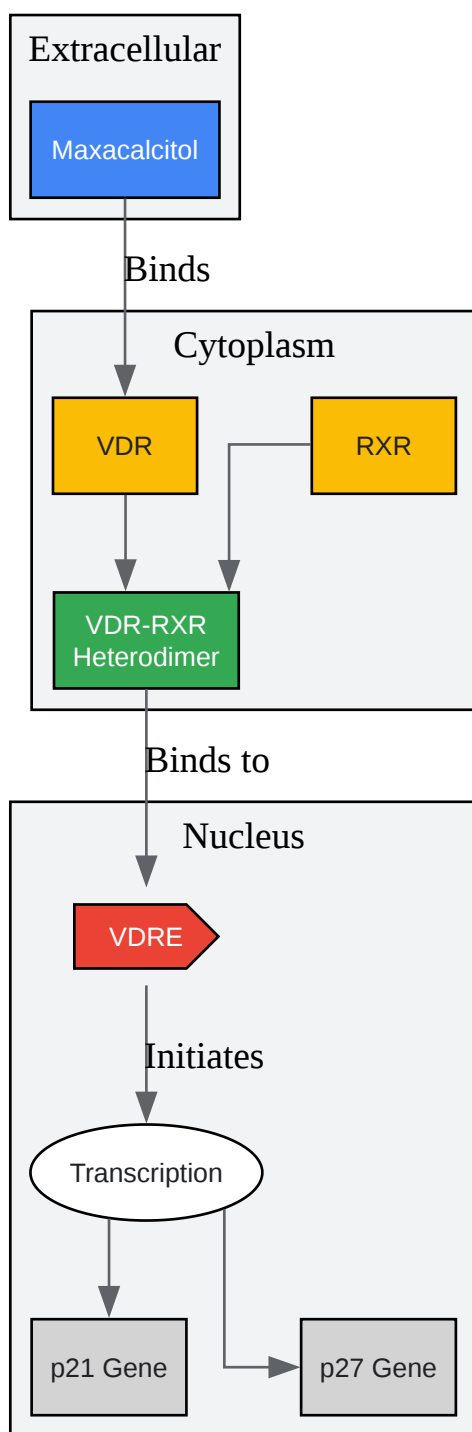 Extracellular
Maxacalcitol
Binds
Cytoplasm
VDR
RXR
VDR-RXR
Heterodimer
Binds to
Nucleus
VDRE
Initiates
Transcription
p21 Gene
p27 Gene